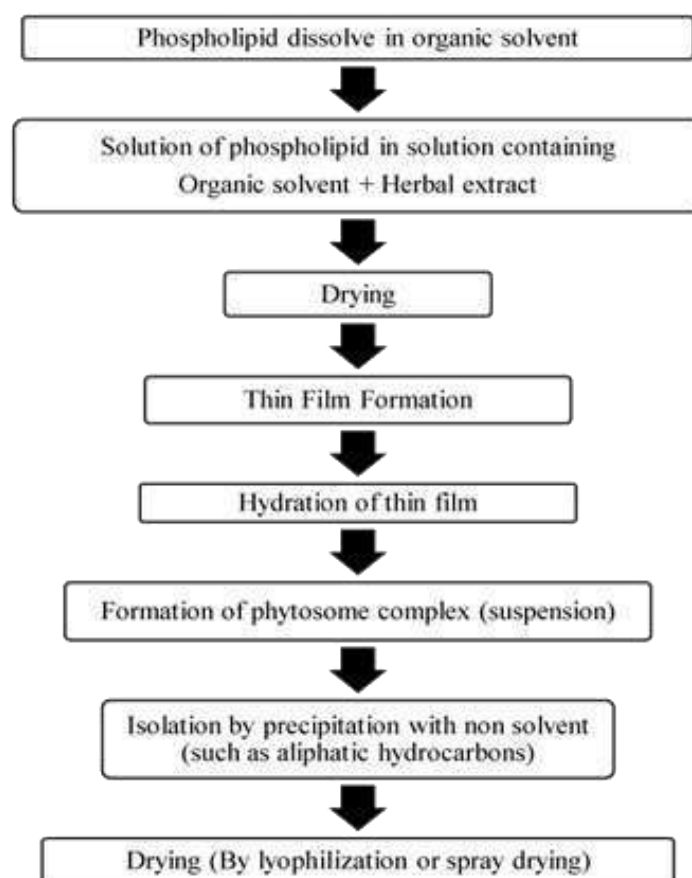 Phospholipid dissolve in organic solvent
Solution of phospholipid in solution containing
Organic solvent + Herbal extract
Drying
Thin Film Formation
Hydration of thin film
Formation of phytosome complex (suspension)
Isolation by precipitation with non solvent
(such as aliphatic hydrocarbons)
Drying (By lyophilization or spray drying)